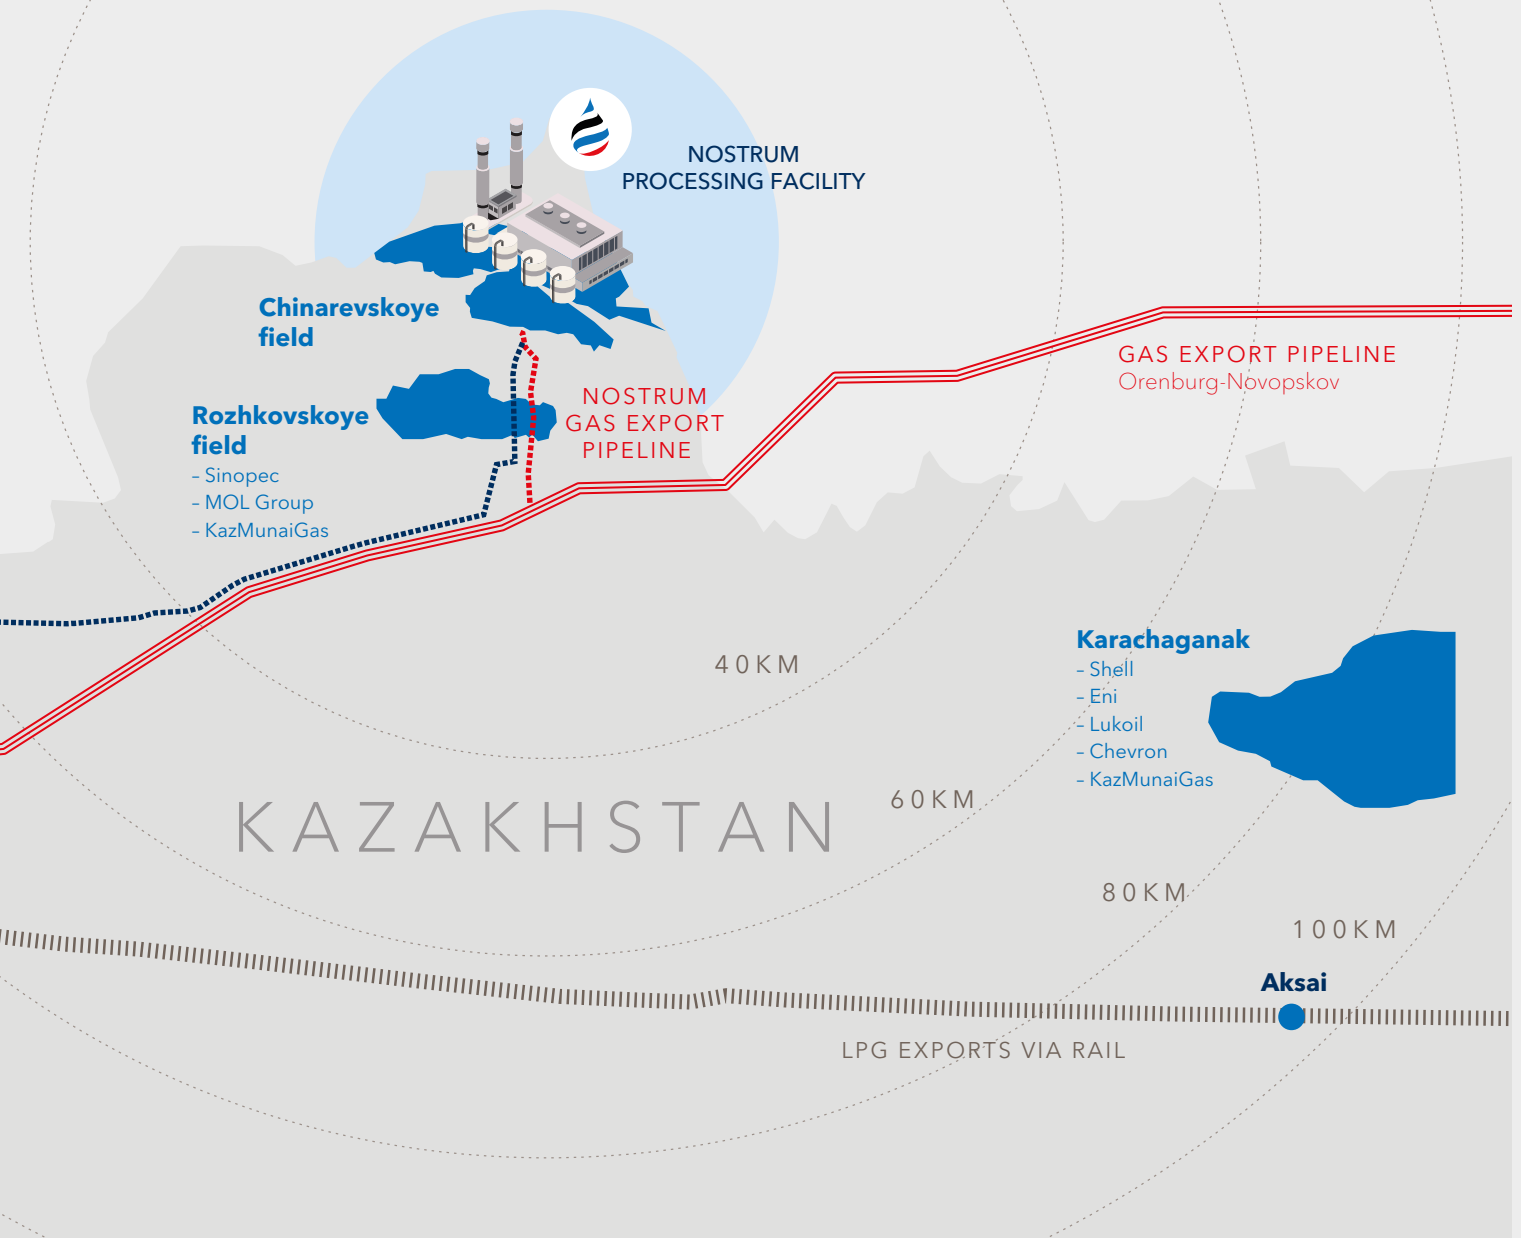 NOSTRUM
PROCESSING FACILITY
Chinarevskoye
field
GAS EXPORT PIPELINE
Orenburg-Novopskov
NOSTRUM
GAS EXPORT
PIPELINE
Rozhkovskoye
field
– Sinopec
– MOL Group
– KazMunaiGas
Karachaganak
– Shell
– Eni
– Lukoil
– Chevron
– KazMunaiGas
40KM
60KM
KAZAKHSTAN
80KM
100KM
Aksai
LPG EXPORTS VIA RAIL